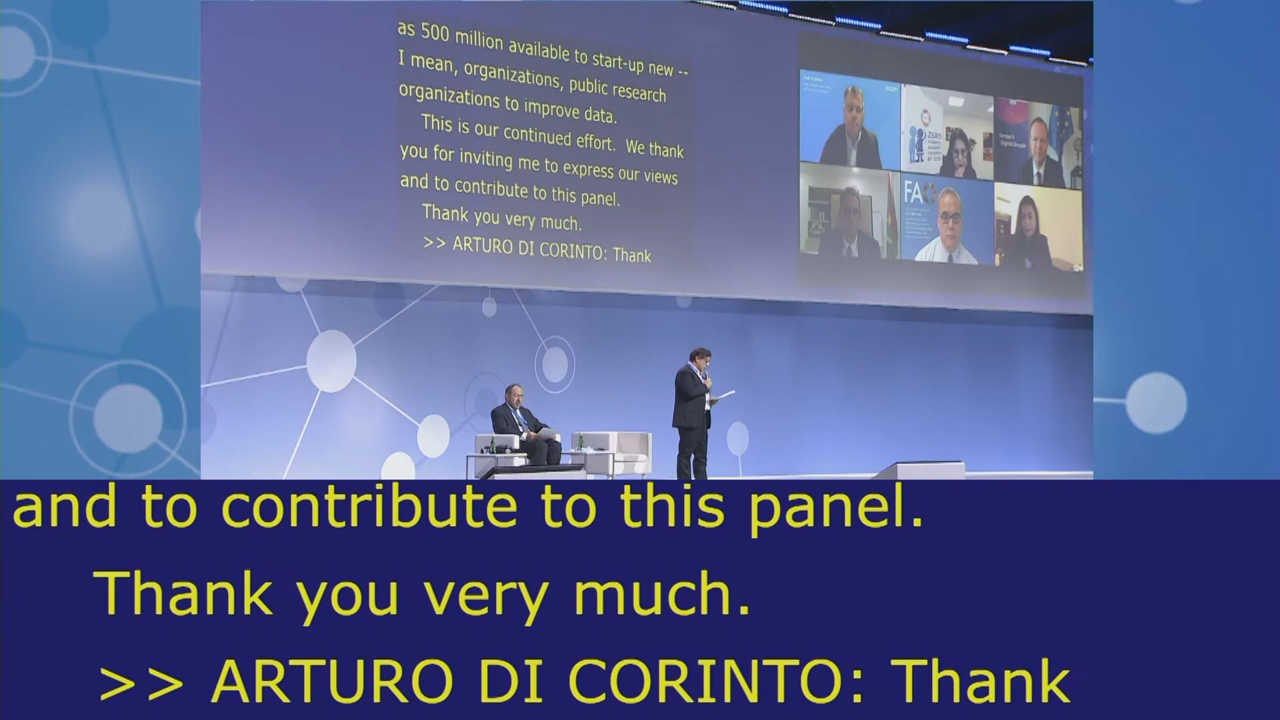 as 500 million available to start-up new --
I mean, organizations, public research
organizations to improve data.
This is our continued effort. We thank
you for inviting me to express our views
and to contribute to this panel.
Thank you very much.
>> ARTURO DI CORINTO: Thank
ZERO
FAO
and to contribute to this panel.
Thank you very much.
>> ARTURO DI CORINTO: Thank